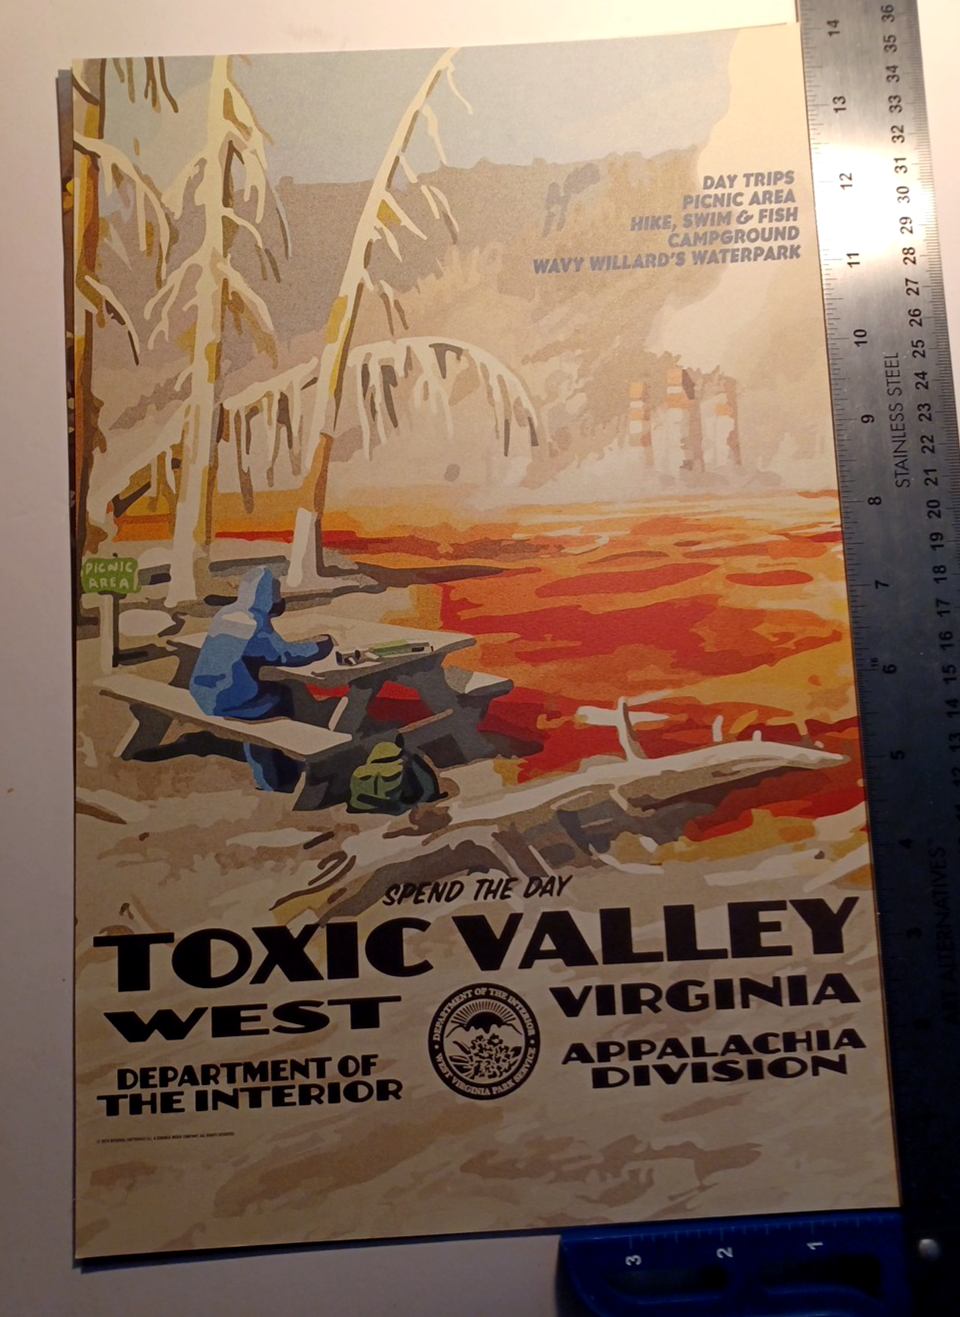 DAY TRIPS
PICNIC AREA
HIKE, SWIM & FISH
CAMPGROUND
WAVY WILLARD'S WATERPARK
PICNIC
AREA
SPEND THE DAY
TOXIC VALLEY
WEST VIRGINIA
DEPARTMENT OF THE INTERIOR
WEST VIRGINIA PARK SERVICE
DEPARTMENT OF
THE INTERIOR
APPALACHIA
DIVISION
STAINLESS STEEL
14
13
12
11
10
9
8
7
6
5
4
3
36
35
34
33
32
31
30
29
28
27
26
25
24
23
22
21
20
19
18
17
16
15
14
13
3
2
1